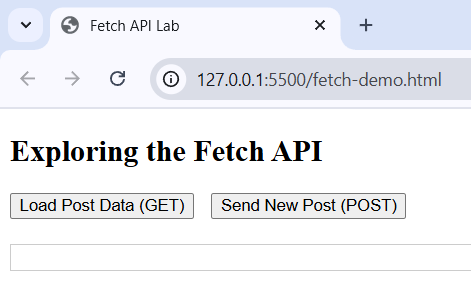 Fetch API Lab
127.0.0.1:5500/fetch-demo.html
Exploring the Fetch API
Load Post Data (GET) Send New Post (POST)